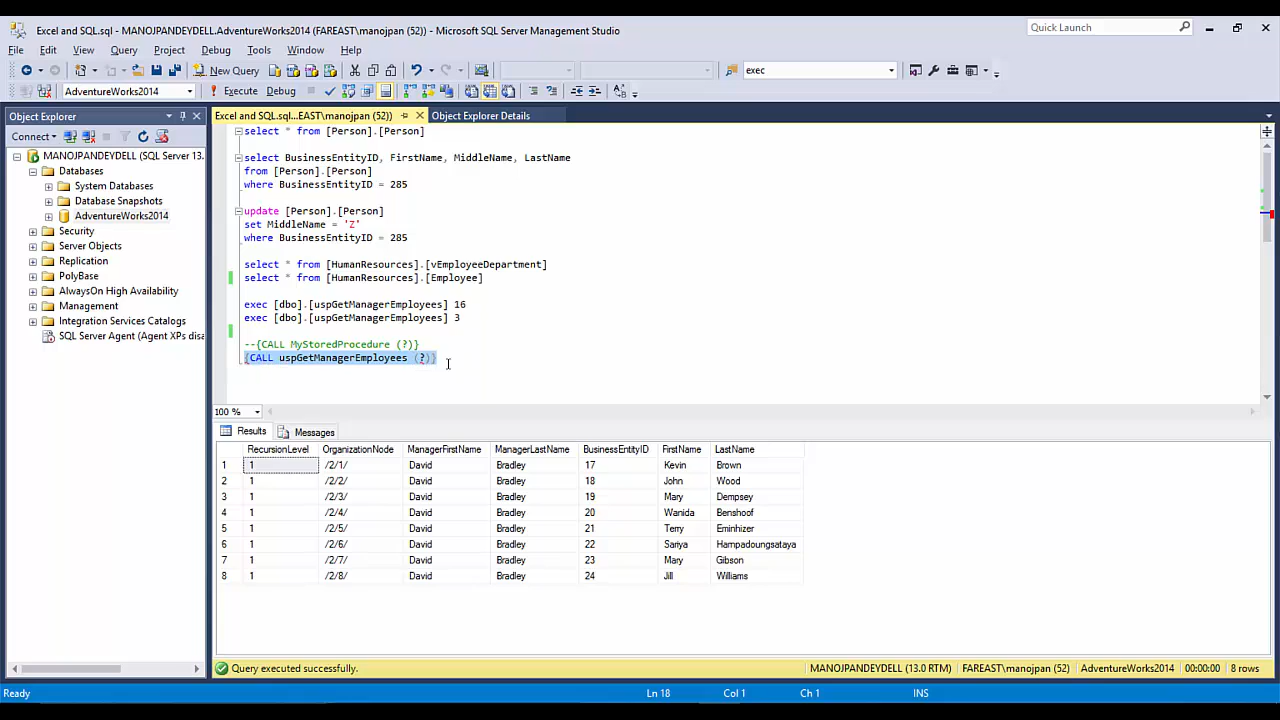 Excel and SQL.sql - MANOJPANDEYDELL.AdventureWorks2014 (FAREAST\manojpan (52)) - Microsoft SQL Server Management Studio
Quick Launch
File Edit View Query Project Debug Tools Window Help
New Query
exec
AdventureWorks2014
Execute Debug
Object Explorer
Excel and SQL.sql...EAST\manojpan (52))
Object Explorer Details
Connect
MANOJPANDEYDELL (SQL Server 13.
Databases
System Databases
Database Snapshots
AdventureWorks2014
Security
Server Objects
Replication
PolyBase
AlwaysOn High Availability
Management
Integration Services Catalogs
SQL Server Agent (Agent XPs disa
select * from [Person].[Person]
select BusinessEntityID, FirstName, MiddleName, LastName
from [Person].[Person]
where BusinessEntityID = 285
update [Person].[Person]
set MiddleName = 'Z'
where BusinessEntityID = 285
select * from [HumanResources].[vEmployeeDepartment]
select * from [HumanResources].[Employee]
exec [dbo].[uspGetManagerEmployees] 16
exec [dbo].[uspGetManagerEmployees] 3
--{CALL MyStoredProcedure (?)}
{CALL uspGetManagerEmployees (?)}
100 %
Results Messages
RecursionLevel OrganizationNode ManagerFirstName ManagerLastName BusinessEntityID FirstName LastName
1 1 /2/1/ David Bradley 17 Kevin Brown
2 1 /2/2/ David Bradley 18 John Wood
3 1 /2/3/ David Bradley 19 Mary Dempsey
4 1 /2/4/ David Bradley 20 Wanida Benshoof
5 1 /2/5/ David Bradley 21 Terry Eminhizer
6 1 /2/6/ David Bradley 22 Sariya Harnpadoungsataya
7 1 /2/7/ David Bradley 23 Mary Gibson
8 1 /2/8/ David Bradley 24 Jill Williams
Query executed successfully.
MANOJPANDEYDELL (13.0 RTM) FAREAST\manojpan (52) AdventureWorks2014 00:00:00 8 rows
Ready Ln 18 Col 1 Ch 1 INS